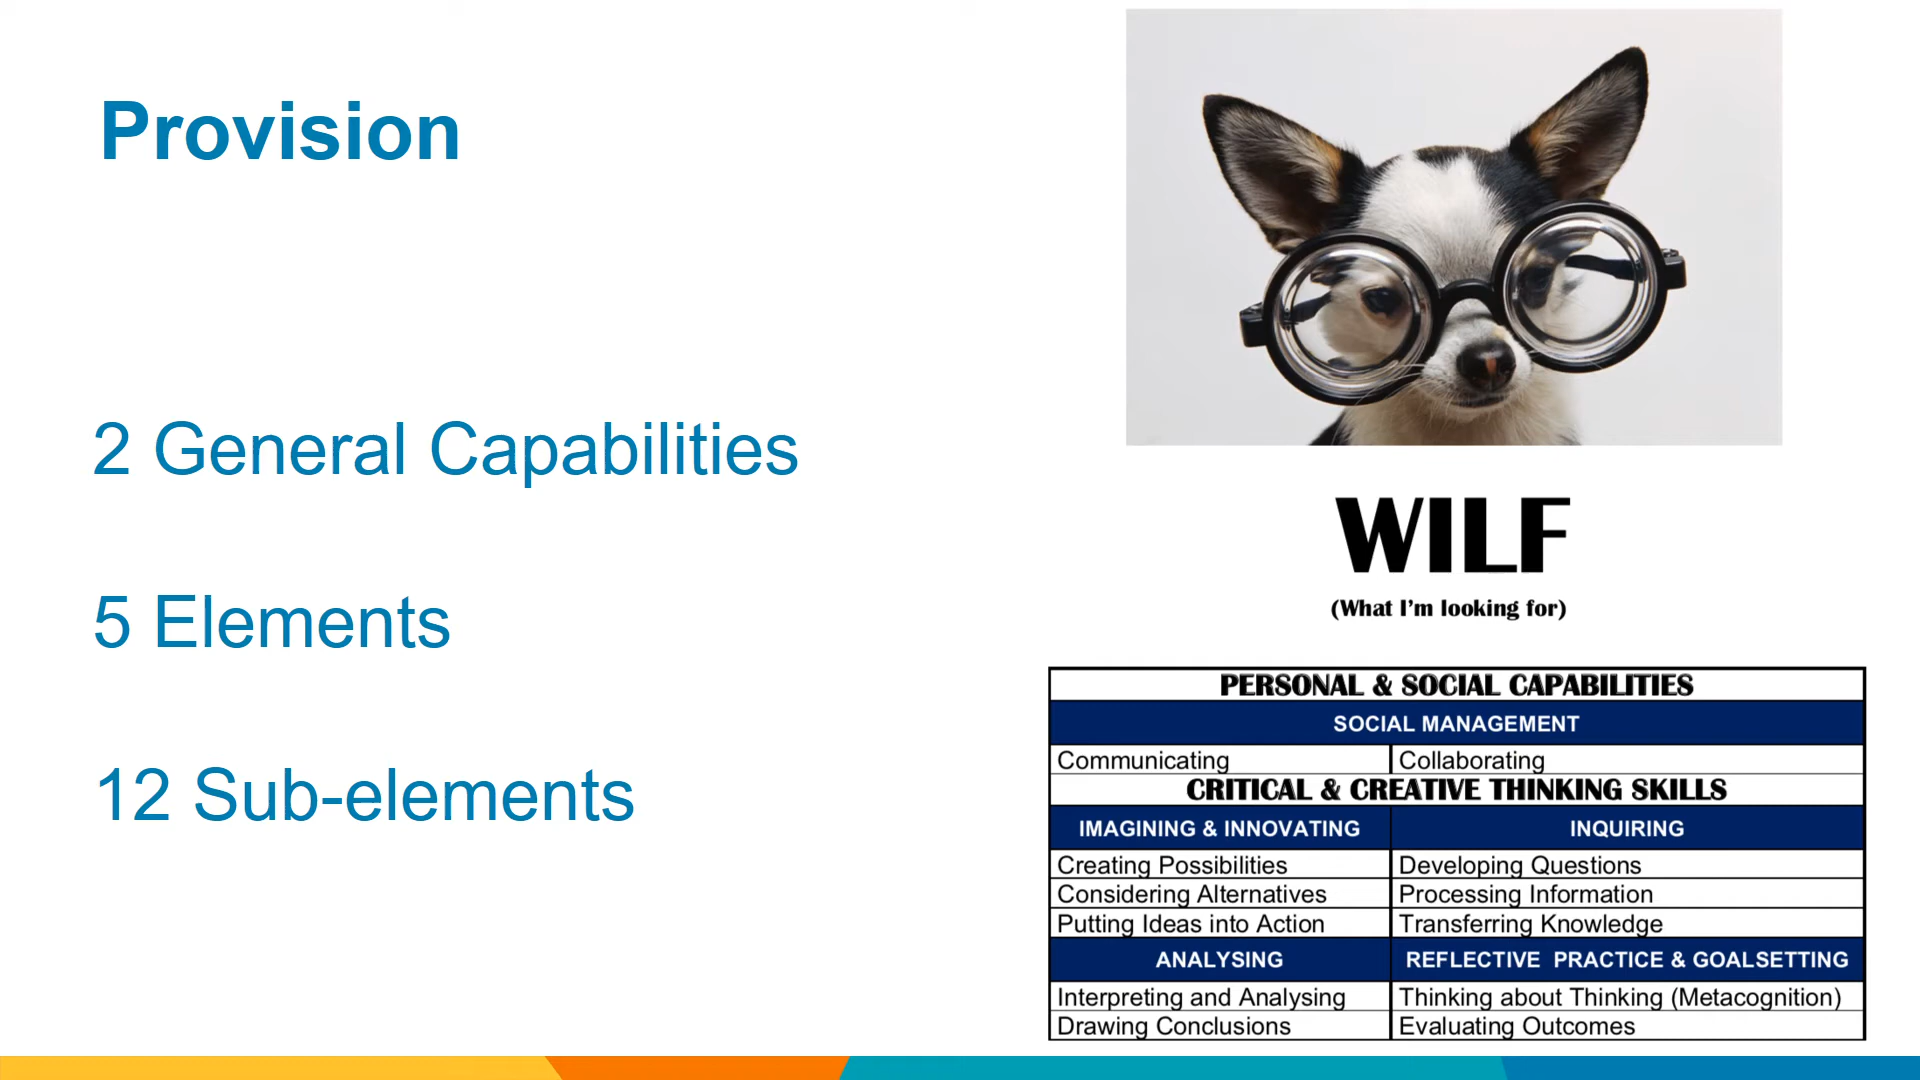 Provision
2 General Capabilities
5 Elements
12 Sub-elements
WILF
(What I'm looking for)
PERSONAL & SOCIAL CAPABILITIES
SOCIAL MANAGEMENT
Communicating Collaborating
CRITICAL & CREATIVE THINKING SKILLS
IMAGINING & INNOVATING INQUIRING
Creating Possibilities Developing Questions
Considering Alternatives Processing Information
Putting Ideas into Action Transferring Knowledge
ANALYSING REFLECTIVE PRACTICE & GOALSETTING
Interpreting and Analysing Thinking about Thinking (Metacognition)
Drawing Conclusions Evaluating Outcomes